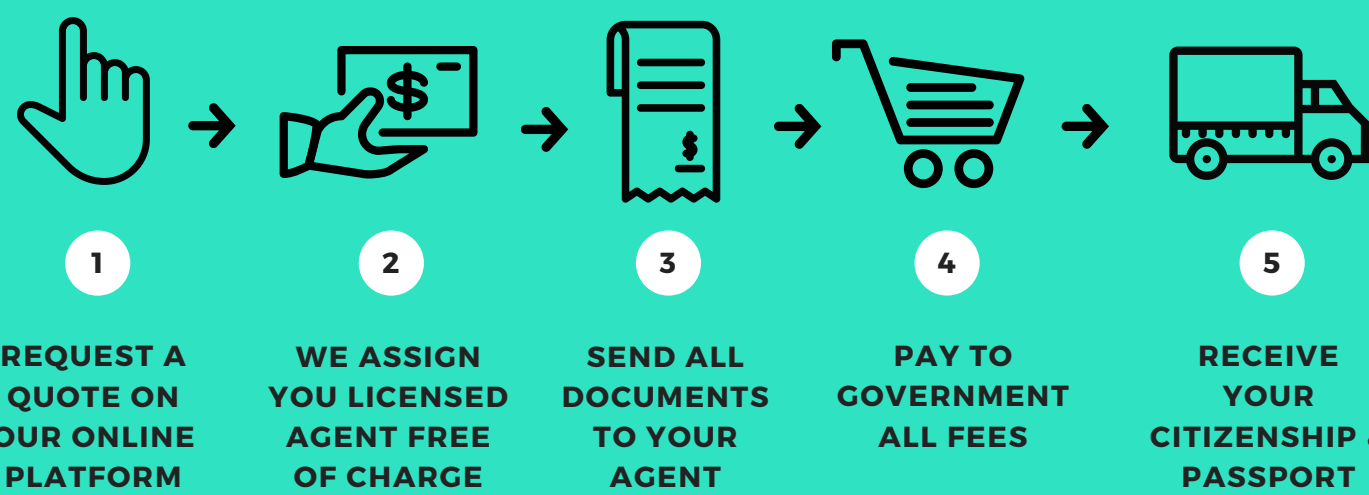 1
REQUEST A
QUOTE ON
OUR ONLINE
PLATFORM
2
WE ASSIGN
YOU LICENSED
AGENT FREE
OF CHARGE
3
SEND ALL
DOCUMENTS
TO YOUR
AGENT
4
PAY TO
GOVERNMENT
ALL FEES
5
RECEIVE
YOUR
CITIZENSHIP &
PASSPORT